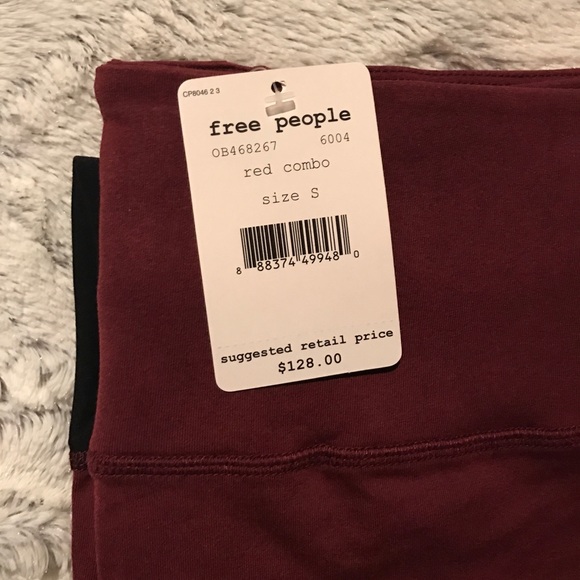 CP8046 2 3
free people
OB468267 6004
red combo
size S
8 88374 49948 0
suggested retail price
$128.00